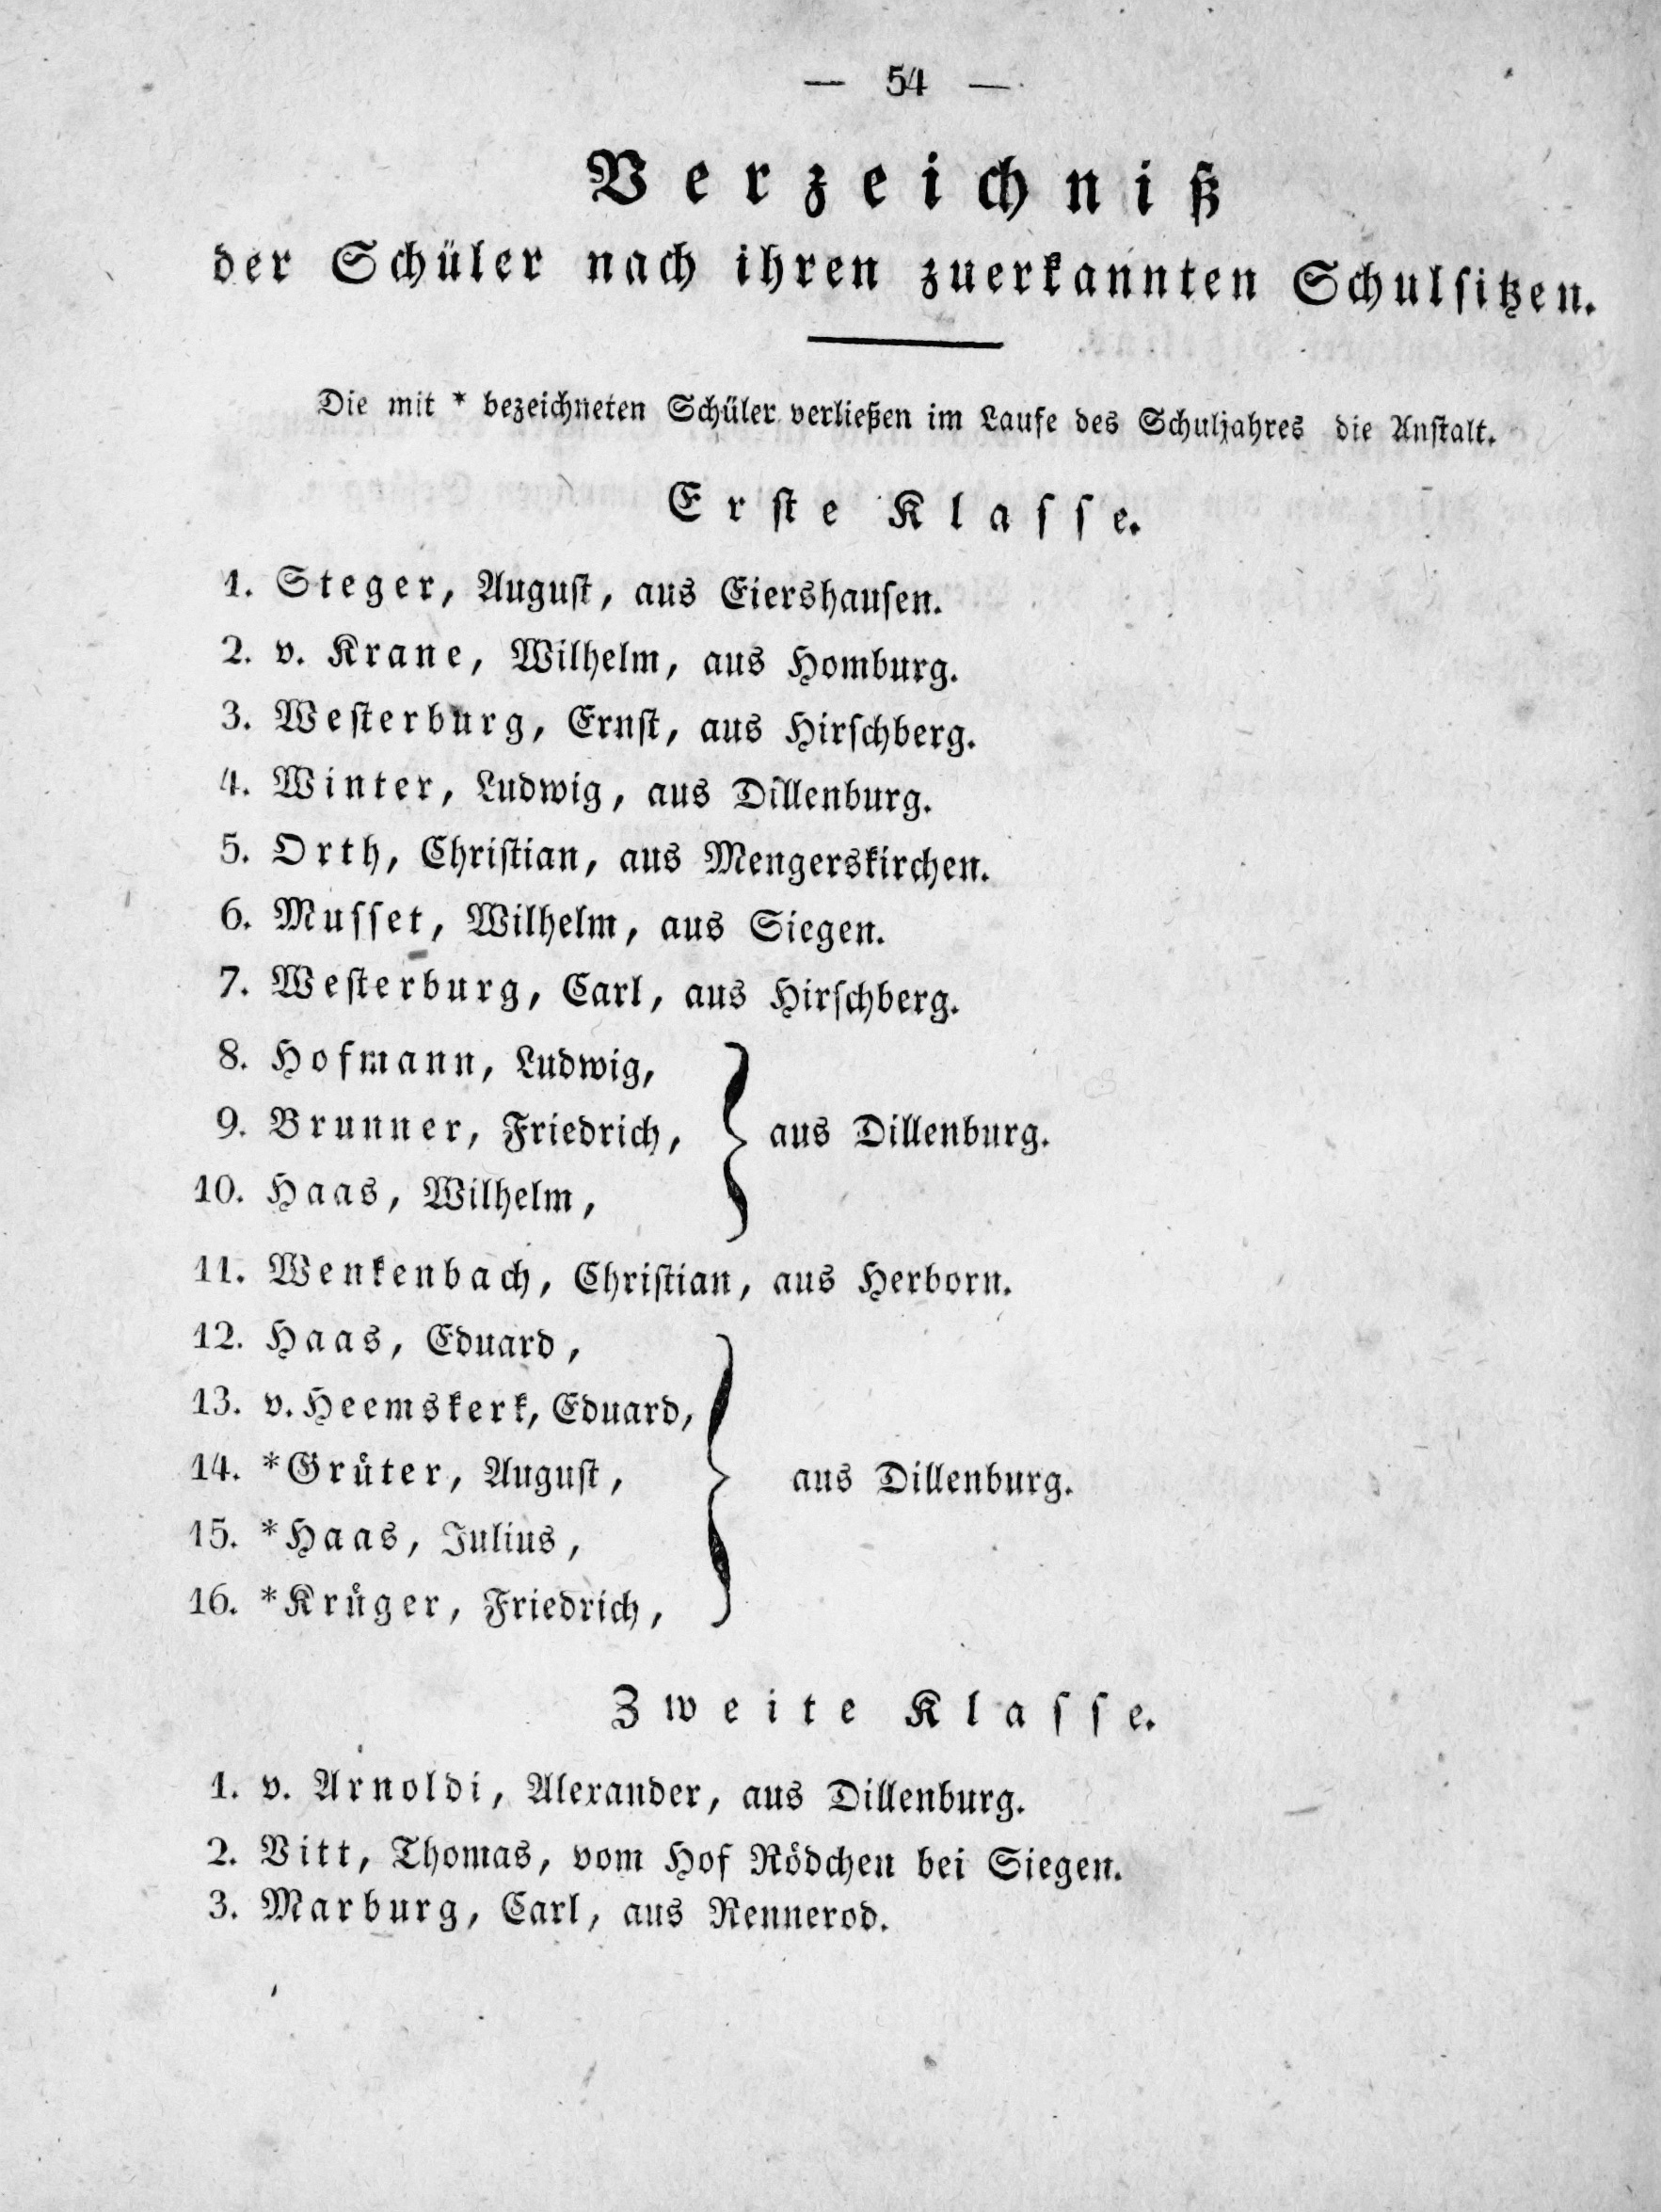 — 54 —
Verzeichniß
der Schüler nach ihren zuerkannten Schulsitzen.
Die mit * bezeichneten Schüler verließen im Laufe des Schuljahres die Anstalt.
Erste Klasse.
1. Steger, August, aus Eiershausen.
2. v. Krane, Wilhelm, aus Homburg.
3. Westerburg, Ernst, aus Hirschberg.
4. Winter, Ludwig, aus Dillenburg.
5. Orth, Christian, aus Mengerskirchen.
6. Musset, Wilhelm, aus Siegen.
7. Westerburg, Carl, aus Hirschberg.
8. Hofmann, Ludwig,
9. Brunner, Friedrich, } aus Dillenburg.
10. Haas, Wilhelm,
11. Wenkenbach, Christian, aus Herborn.
12. Haas, Eduard,
13. v. Heemskerk, Eduard,
14. *Grüter, August, } aus Dillenburg.
15. *Haas, Julius,
16. *Krüger, Friedrich,
Zweite Klasse.
1. v. Arnoldi, Alexander, aus Dillenburg.
2. Vitt, Thomas, vom Hof Rödchen bei Siegen.
3. Marburg, Carl, aus Rennerod.